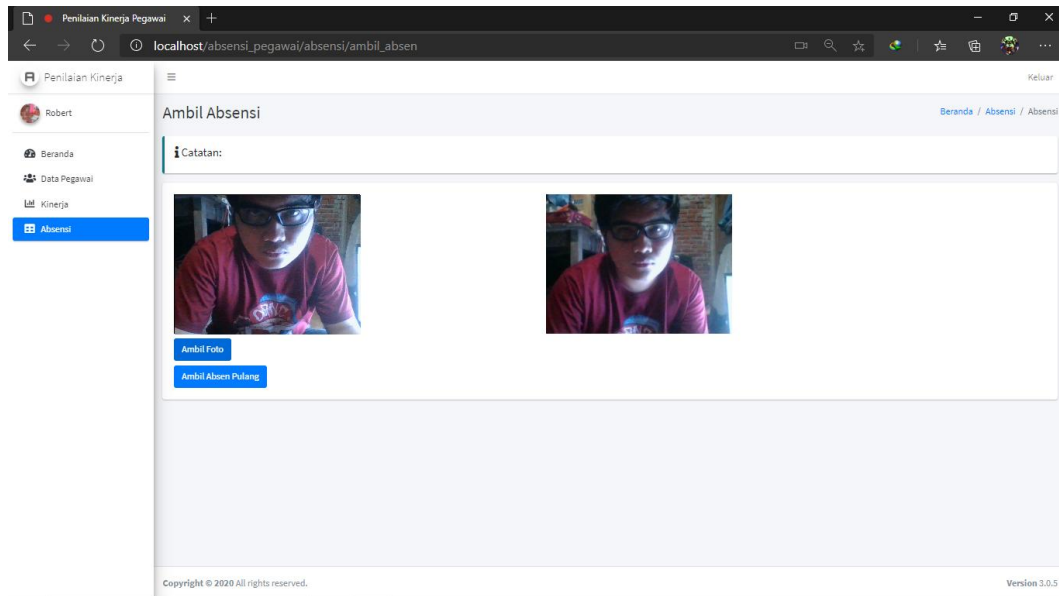 Penilaian Kinerja Pegawai
localhost/absensi_pegawai/absensi/ambil_absen
Penilaian Kinerja
Keluar
Robert
Ambil Absensi
Beranda / Absensi / Absensi
Beranda
Data Pegawai
Kinerja
Absensi
Catatan:
Ambil Foto
Ambil Absen Pulang
Copyright © 2020 All rights reserved.
Version 3.0.5